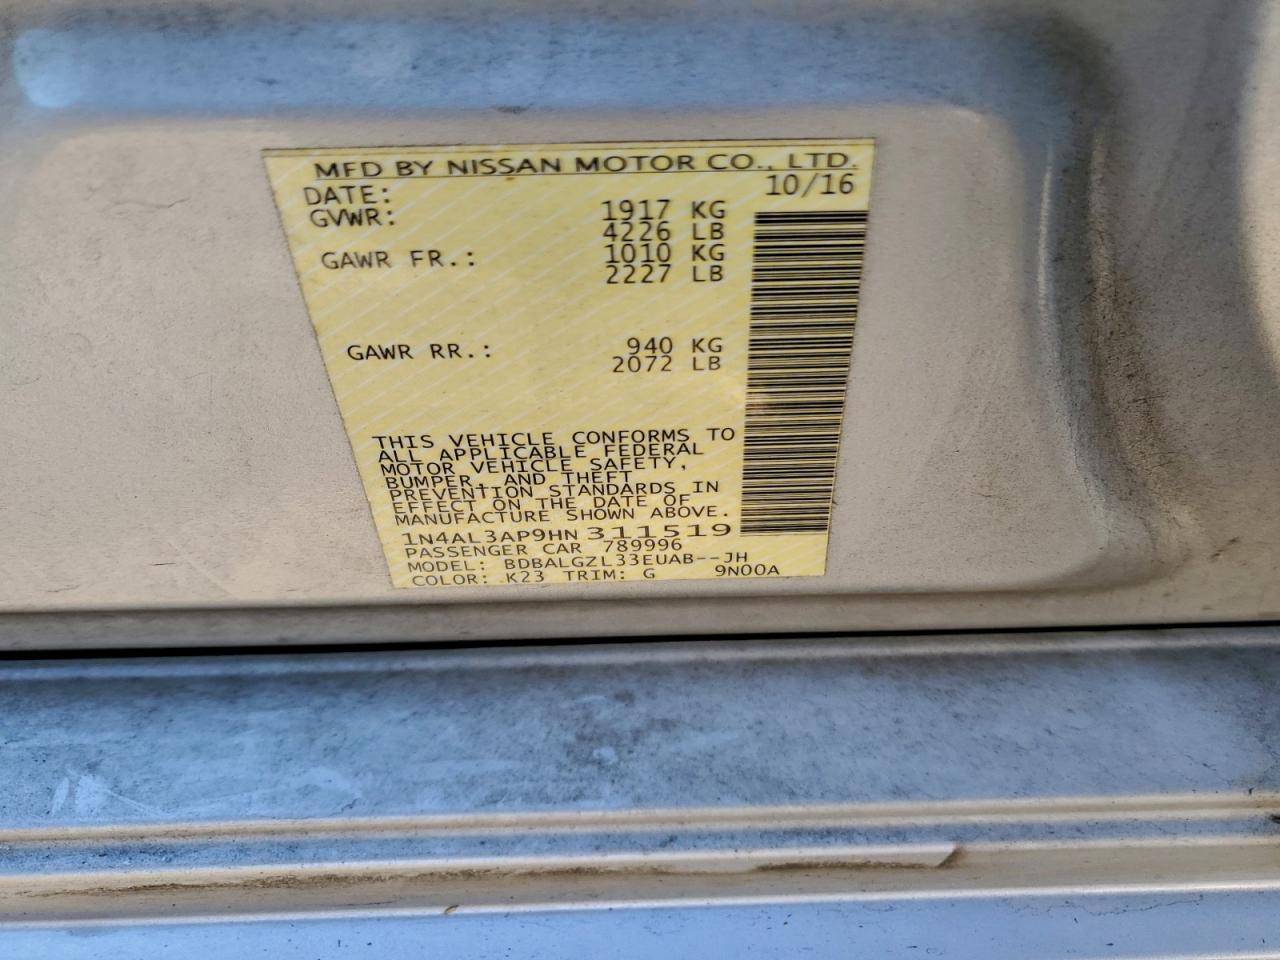 MFD BY NISSAN MOTOR CO., LTD.
DATE: 10/16
GVWR: 1917 KG
4226 LB
GAWR FR.: 1010 KG
2227 LB
GAWR RR.: 940 KG
2072 LB
THIS VEHICLE CONFORMS TO
ALL APPLICABLE FEDERAL
MOTOR VEHICLE SAFETY,
BUMPER, AND THEFT
PREVENTION STANDARDS IN
EFFECT ON THE DATE OF
MANUFACTURE SHOWN ABOVE.
1N4AL3AP9HN311519
PASSENGER CAR 789996
MODEL: BDBALGZL33EUAB--JH
COLOR: K23 TRIM: G 9N00A